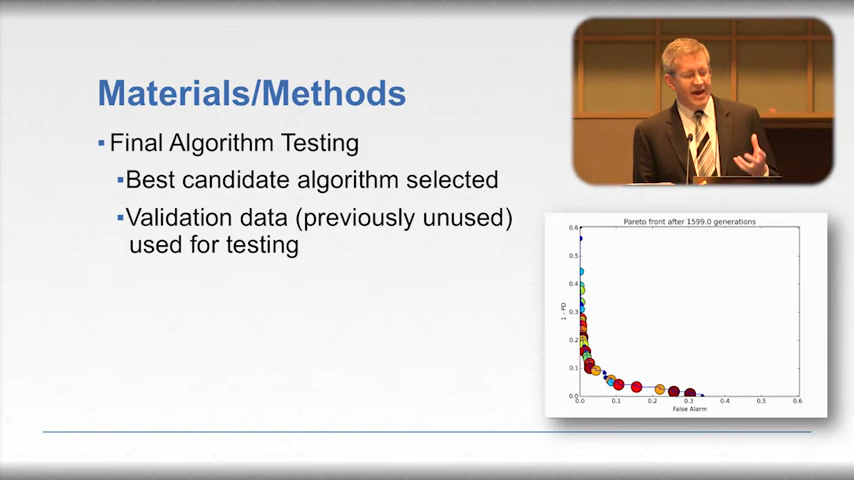 Materials/Methods
▪ Final Algorithm Testing
▪Best candidate algorithm selected
▪Validation data (previously unused)
used for testing
Pareto front after 1599.0 generations
0.6
0.5
0.4
0.3
0.2
0.1
0.0
1 - PD
0.0 0.1 0.2 0.3 0.4 0.5 0.6
False Alarm